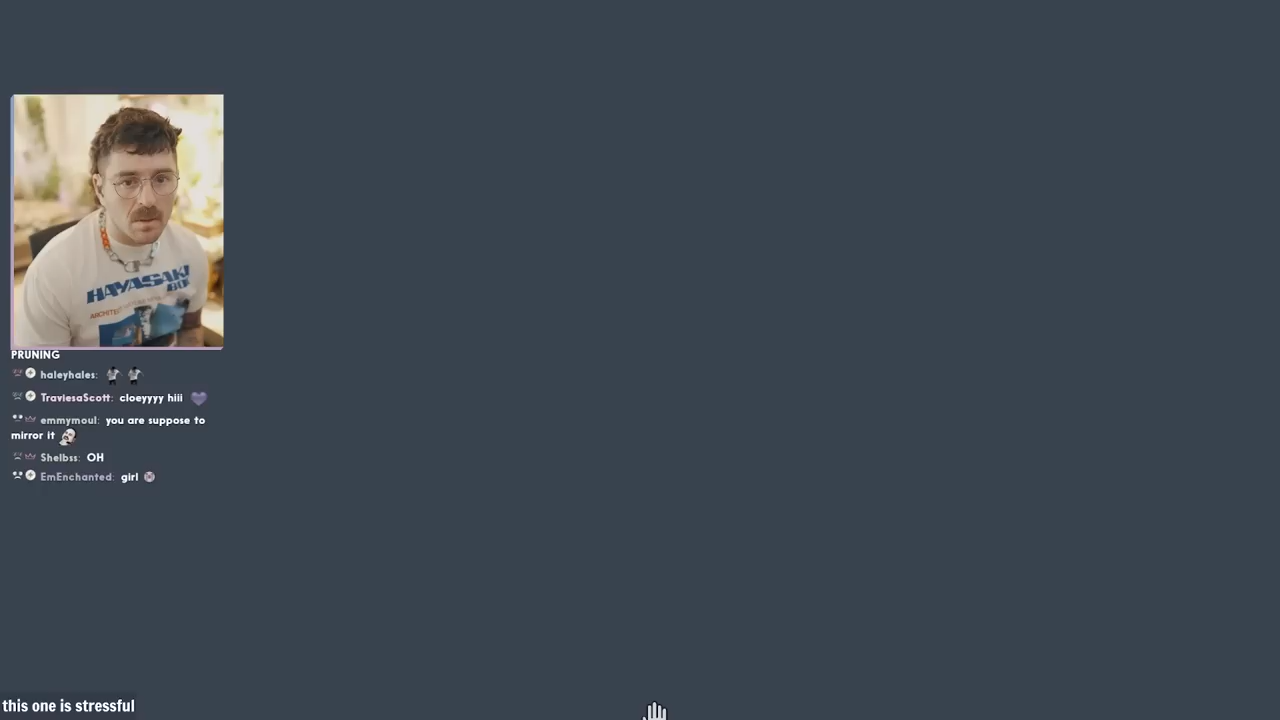 HAYASAKI
PRUNING
haleyhales:
TraviesaScott: cloeyyyy hiii
emmymoul: you are suppose to
mirror it
Shelbss: OH
EmEnchanted: girl
this one is stressful